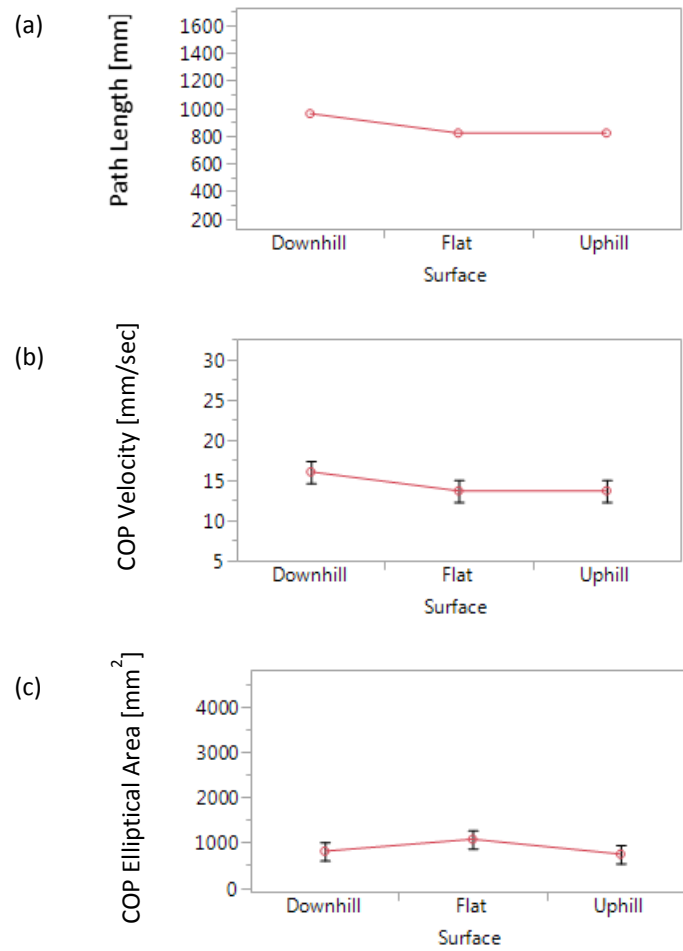 (a)
Path Length [mm]
1600
1400
1200
1000
800
600
400
200
Downhill Flat Uphill
Surface
(b)
COP Velocity [mm/sec]
30
25
20
15
10
5
Downhill Flat Uphill
Surface
(c)
COP Elliptical Area [mm²]
4000
3000
2000
1000
0
Downhill Flat Uphill
Surface